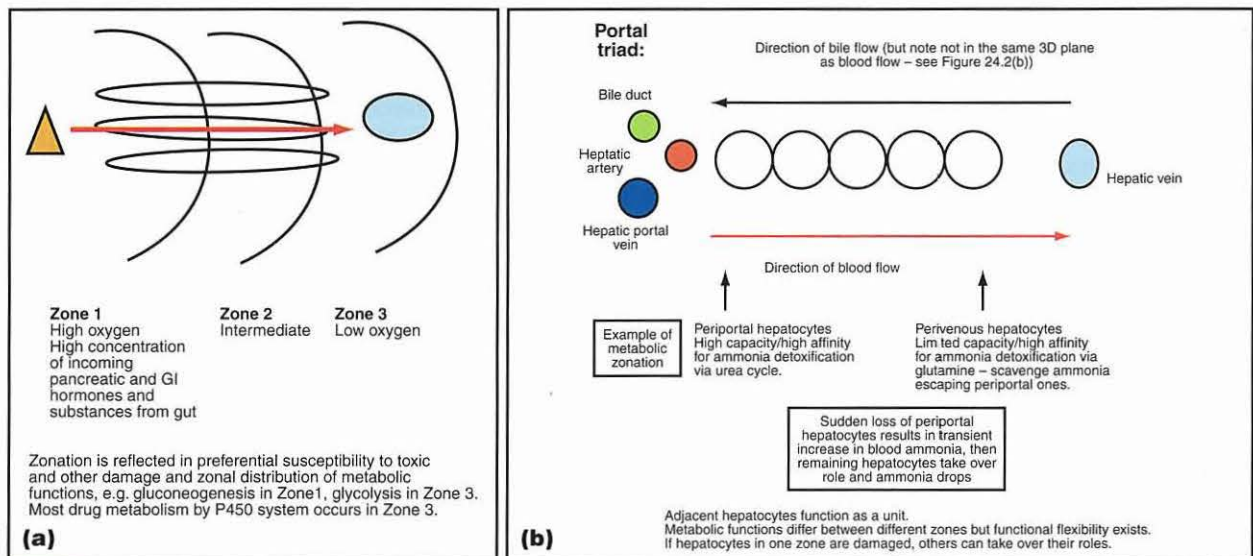 Zone 1
High oxygen
High concentration
of incoming
pancreatic and GI
hormones and
substances from gut
Zone 2
Intermediate
Zone 3
Low oxygen
Zonation is reflected in preferential susceptibility to toxic
and other damage and zonal distribution of metabolic
functions, e.g. gluconeogenesis in Zone1, glycolysis in Zone 3.
Most drug metabolism by P450 system occurs in Zone 3.
(a)
Portal
triad:
Direction of bile flow (but note not in the same 3D plane
as blood flow – see Figure 24.2(b))
Bile duct
Heptatic
artery
Hepatic portal
vein
Hepatic vein
Direction of blood flow
Example of
metabolic
zonation
Periportal hepatocytes
High capacity/high affinity
for ammonia detoxification
via urea cycle.
Perivenous hepatocytes
Lim ted capacity/high affinity
for ammonia detoxification via
glutamine – scavenge ammonia
escaping periportal ones.
Sudden loss of periportal
hepatocytes results in transient
increase in blood ammonia, then
remaining hepatocytes take over
role and ammonia drops
Adjacent hepatocytes function as a unit.
Metabolic functions differ between different zones but functional flexibility exists.
If hepatocytes in one zone are damaged, others can take over their roles.
(b)